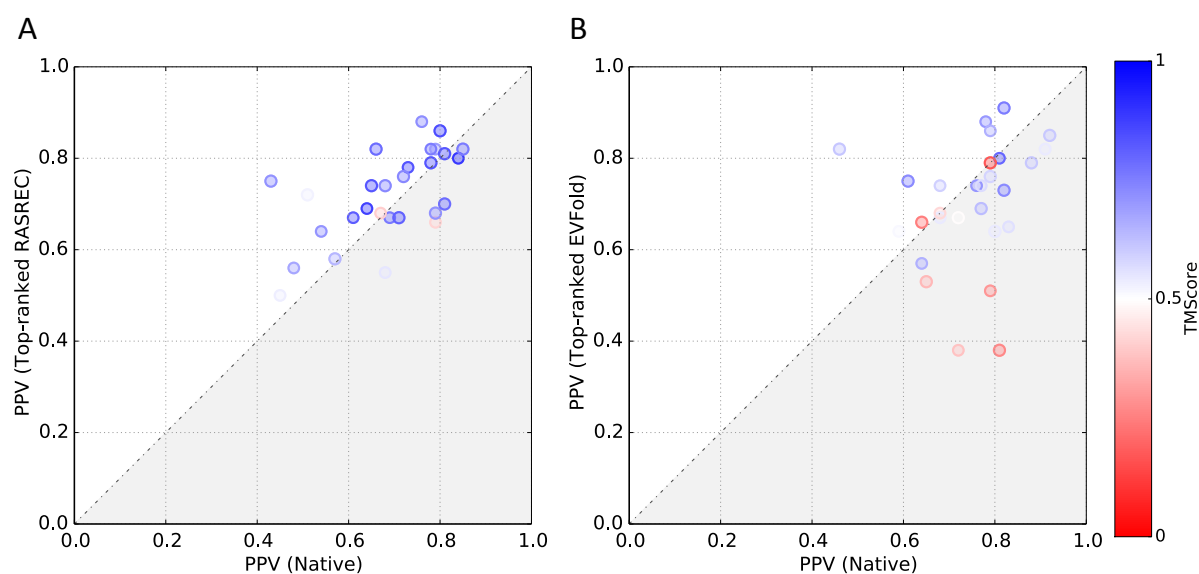 A
1.0
0.8
0.6
0.4
0.2
0.0
PPV (Top-ranked RASREC)
0.0 0.2 0.4 0.6 0.8 1.0
PPV (Native)
B
1.0
0.8
0.6
0.4
0.2
0.0
PPV (Top-ranked EVFold)
0.0 0.2 0.4 0.6 0.8 1.0
PPV (Native)
1
0.5
0
TMScore